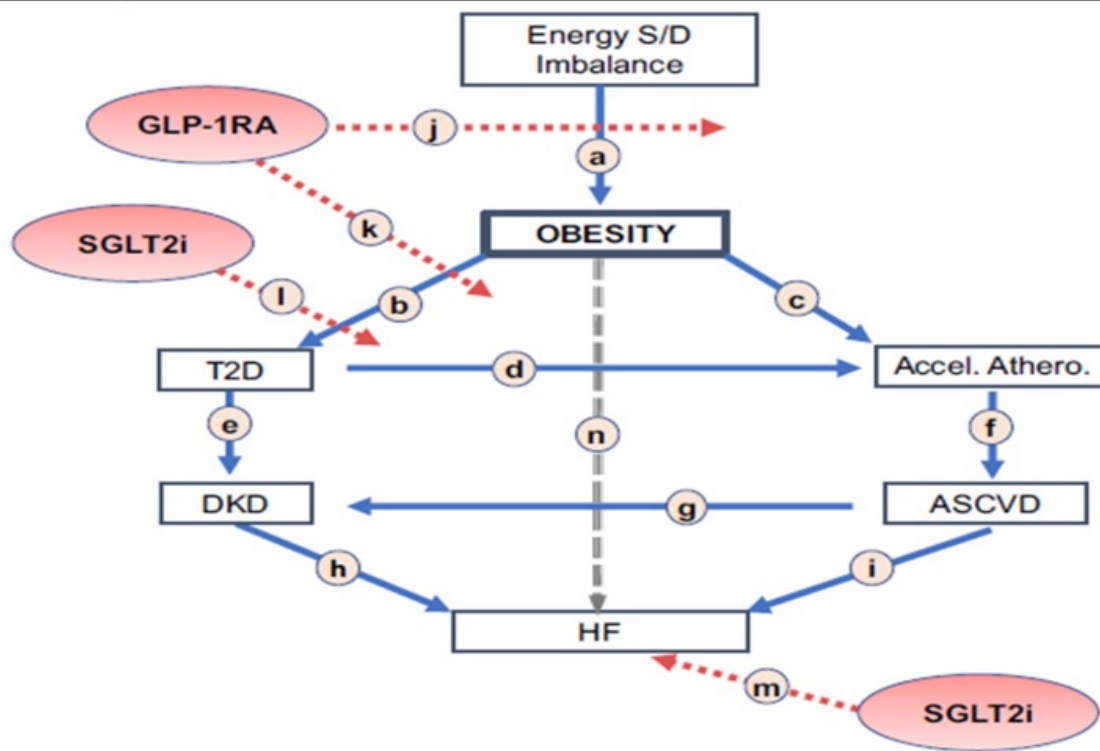 Energy S/D
Imbalance
GLP-1RA
j
a
k
OBESITY
SGLT2i
l
b
c
T2D
d
Accel. Athero.
e
n
f
DKD
g
ASCVD
h
i
HF
m
SGLT2i